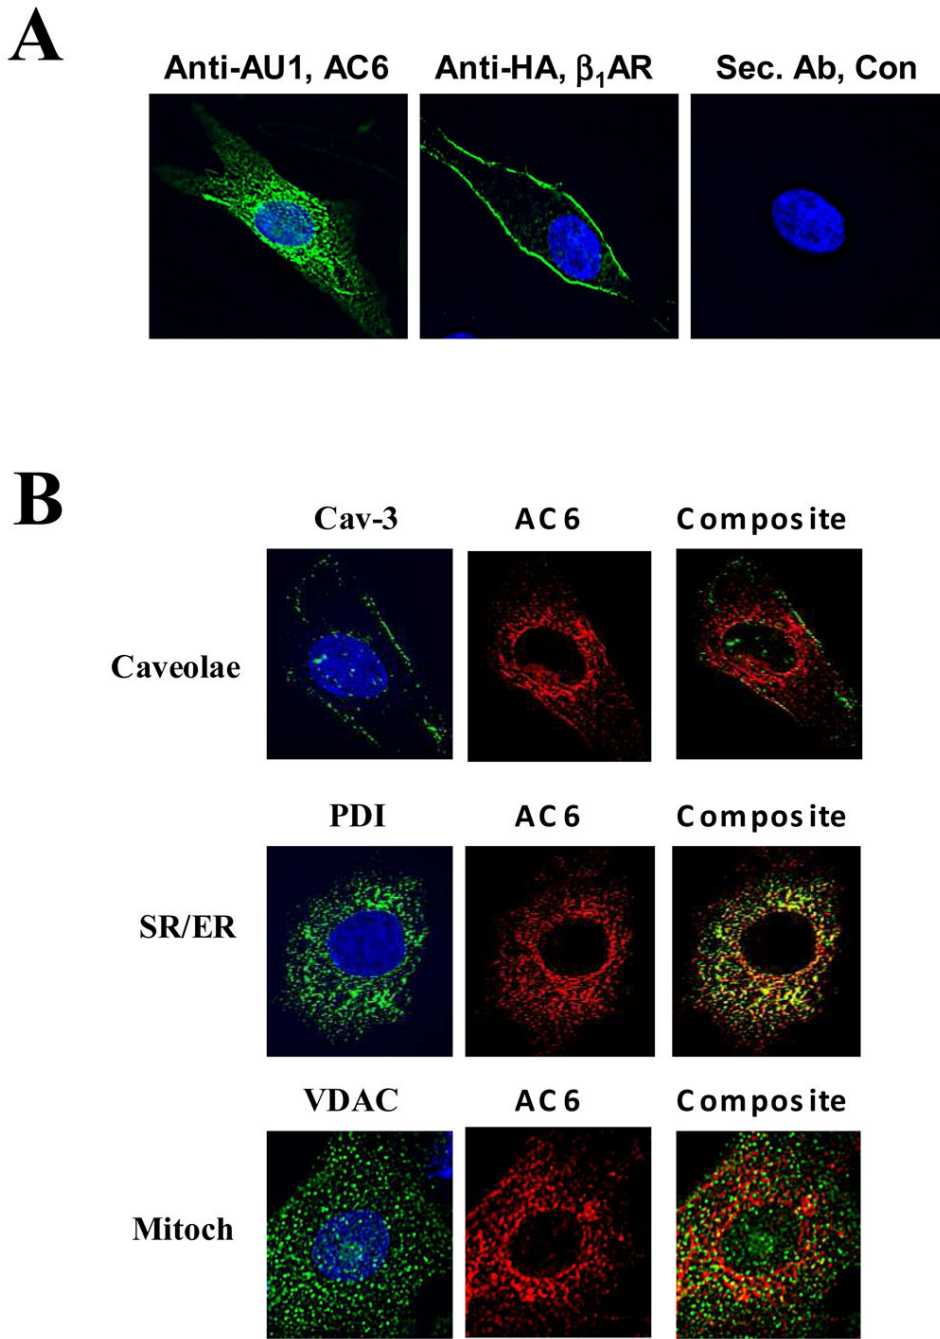 A
Anti-AU1, AC6 Anti-HA, β₁AR Sec. Ab, Con
B
Cav-3 AC6 Composite
Caveolae
PDI AC6 Composite
SR/ER
VDAC AC6 Composite
Mitoch